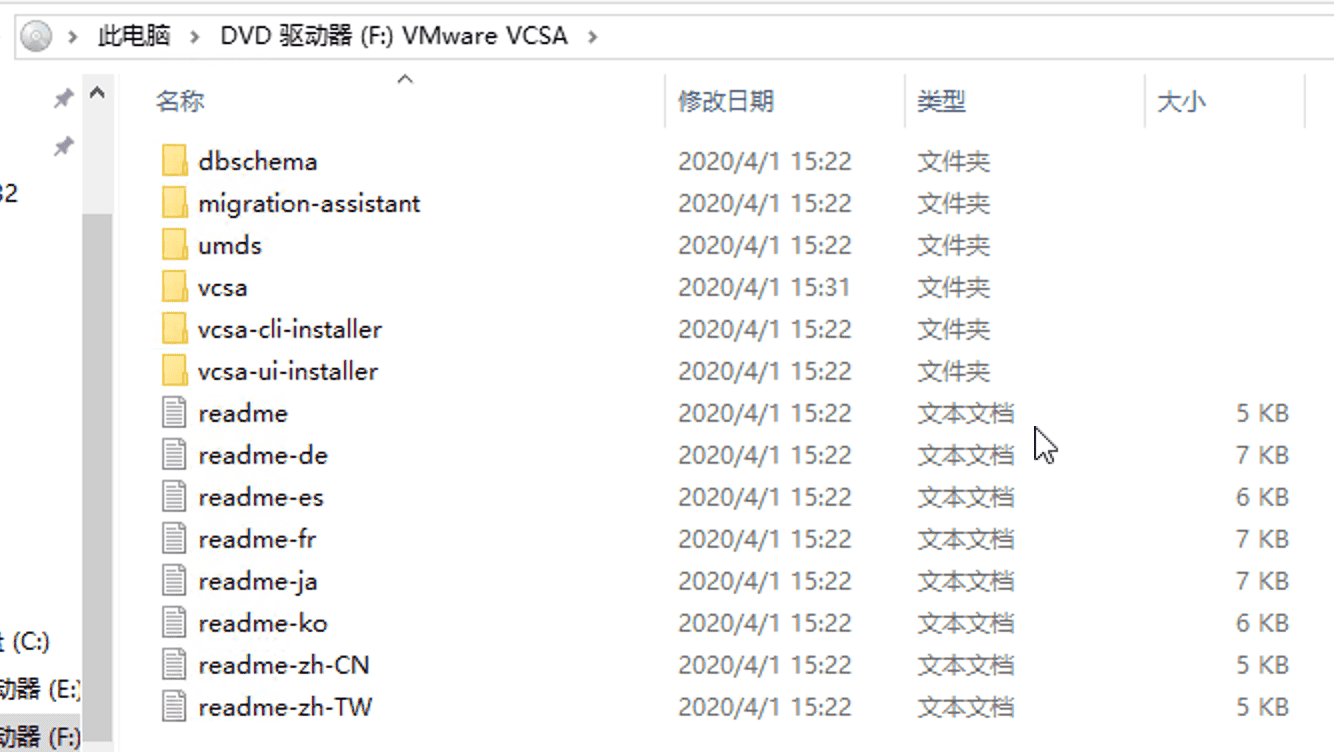 此电脑 > DVD 驱动器 (F:) VMware VCSA >
名称 修改日期 类型 大小
dbschema 2020/4/1 15:22 文件夹
migration-assistant 2020/4/1 15:22 文件夹
umds 2020/4/1 15:22 文件夹
vcsa 2020/4/1 15:31 文件夹
vcsa-cli-installer 2020/4/1 15:22 文件夹
vcsa-ui-installer 2020/4/1 15:22 文件夹
readme 2020/4/1 15:22 文本文档 5 KB
readme-de 2020/4/1 15:22 文本文档 7 KB
readme-es 2020/4/1 15:22 文本文档 6 KB
readme-fr 2020/4/1 15:22 文本文档 7 KB
readme-ja 2020/4/1 15:22 文本文档 7 KB
readme-ko 2020/4/1 15:22 文本文档 6 KB
readme-zh-CN 2020/4/1 15:22 文本文档 5 KB
readme-zh-TW 2020/4/1 15:22 文本文档 5 KB
32
(C:)
动器 (E:)
动器 (F:)